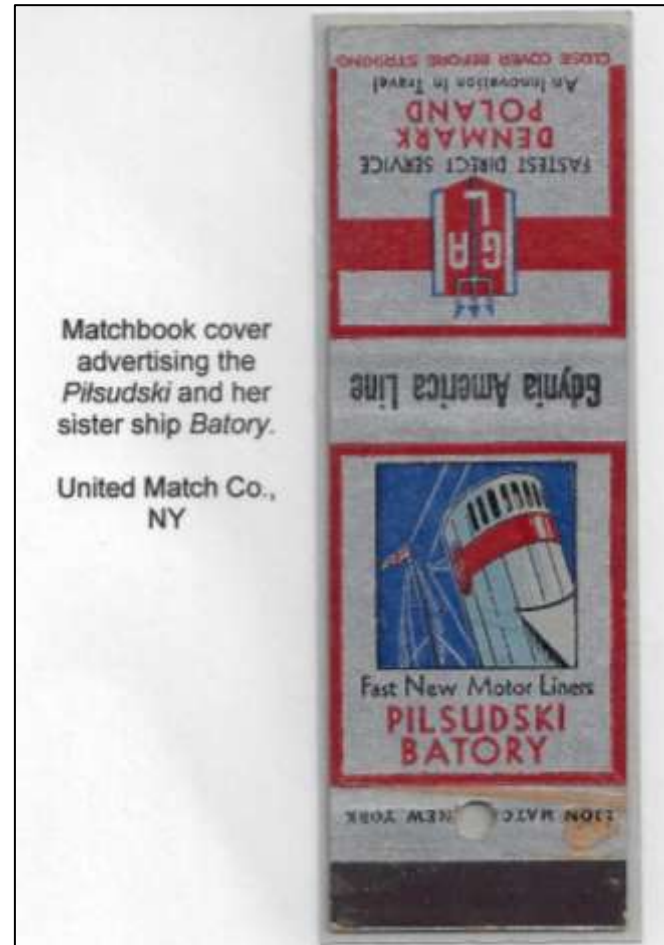 Matchbook cover
advertising the
Piłsudski and her
sister ship Batory.
United Match Co.,
NY
GAL
FASTEST DIRECT SERVICE
DENMARK
POLAND
An Innovation In Travel
CLOSE COVER BEFORE STRIKING
Gdynia America Line
Fast New Motor Liners
PILSUDSKI
BATORY
LION NEW YORK